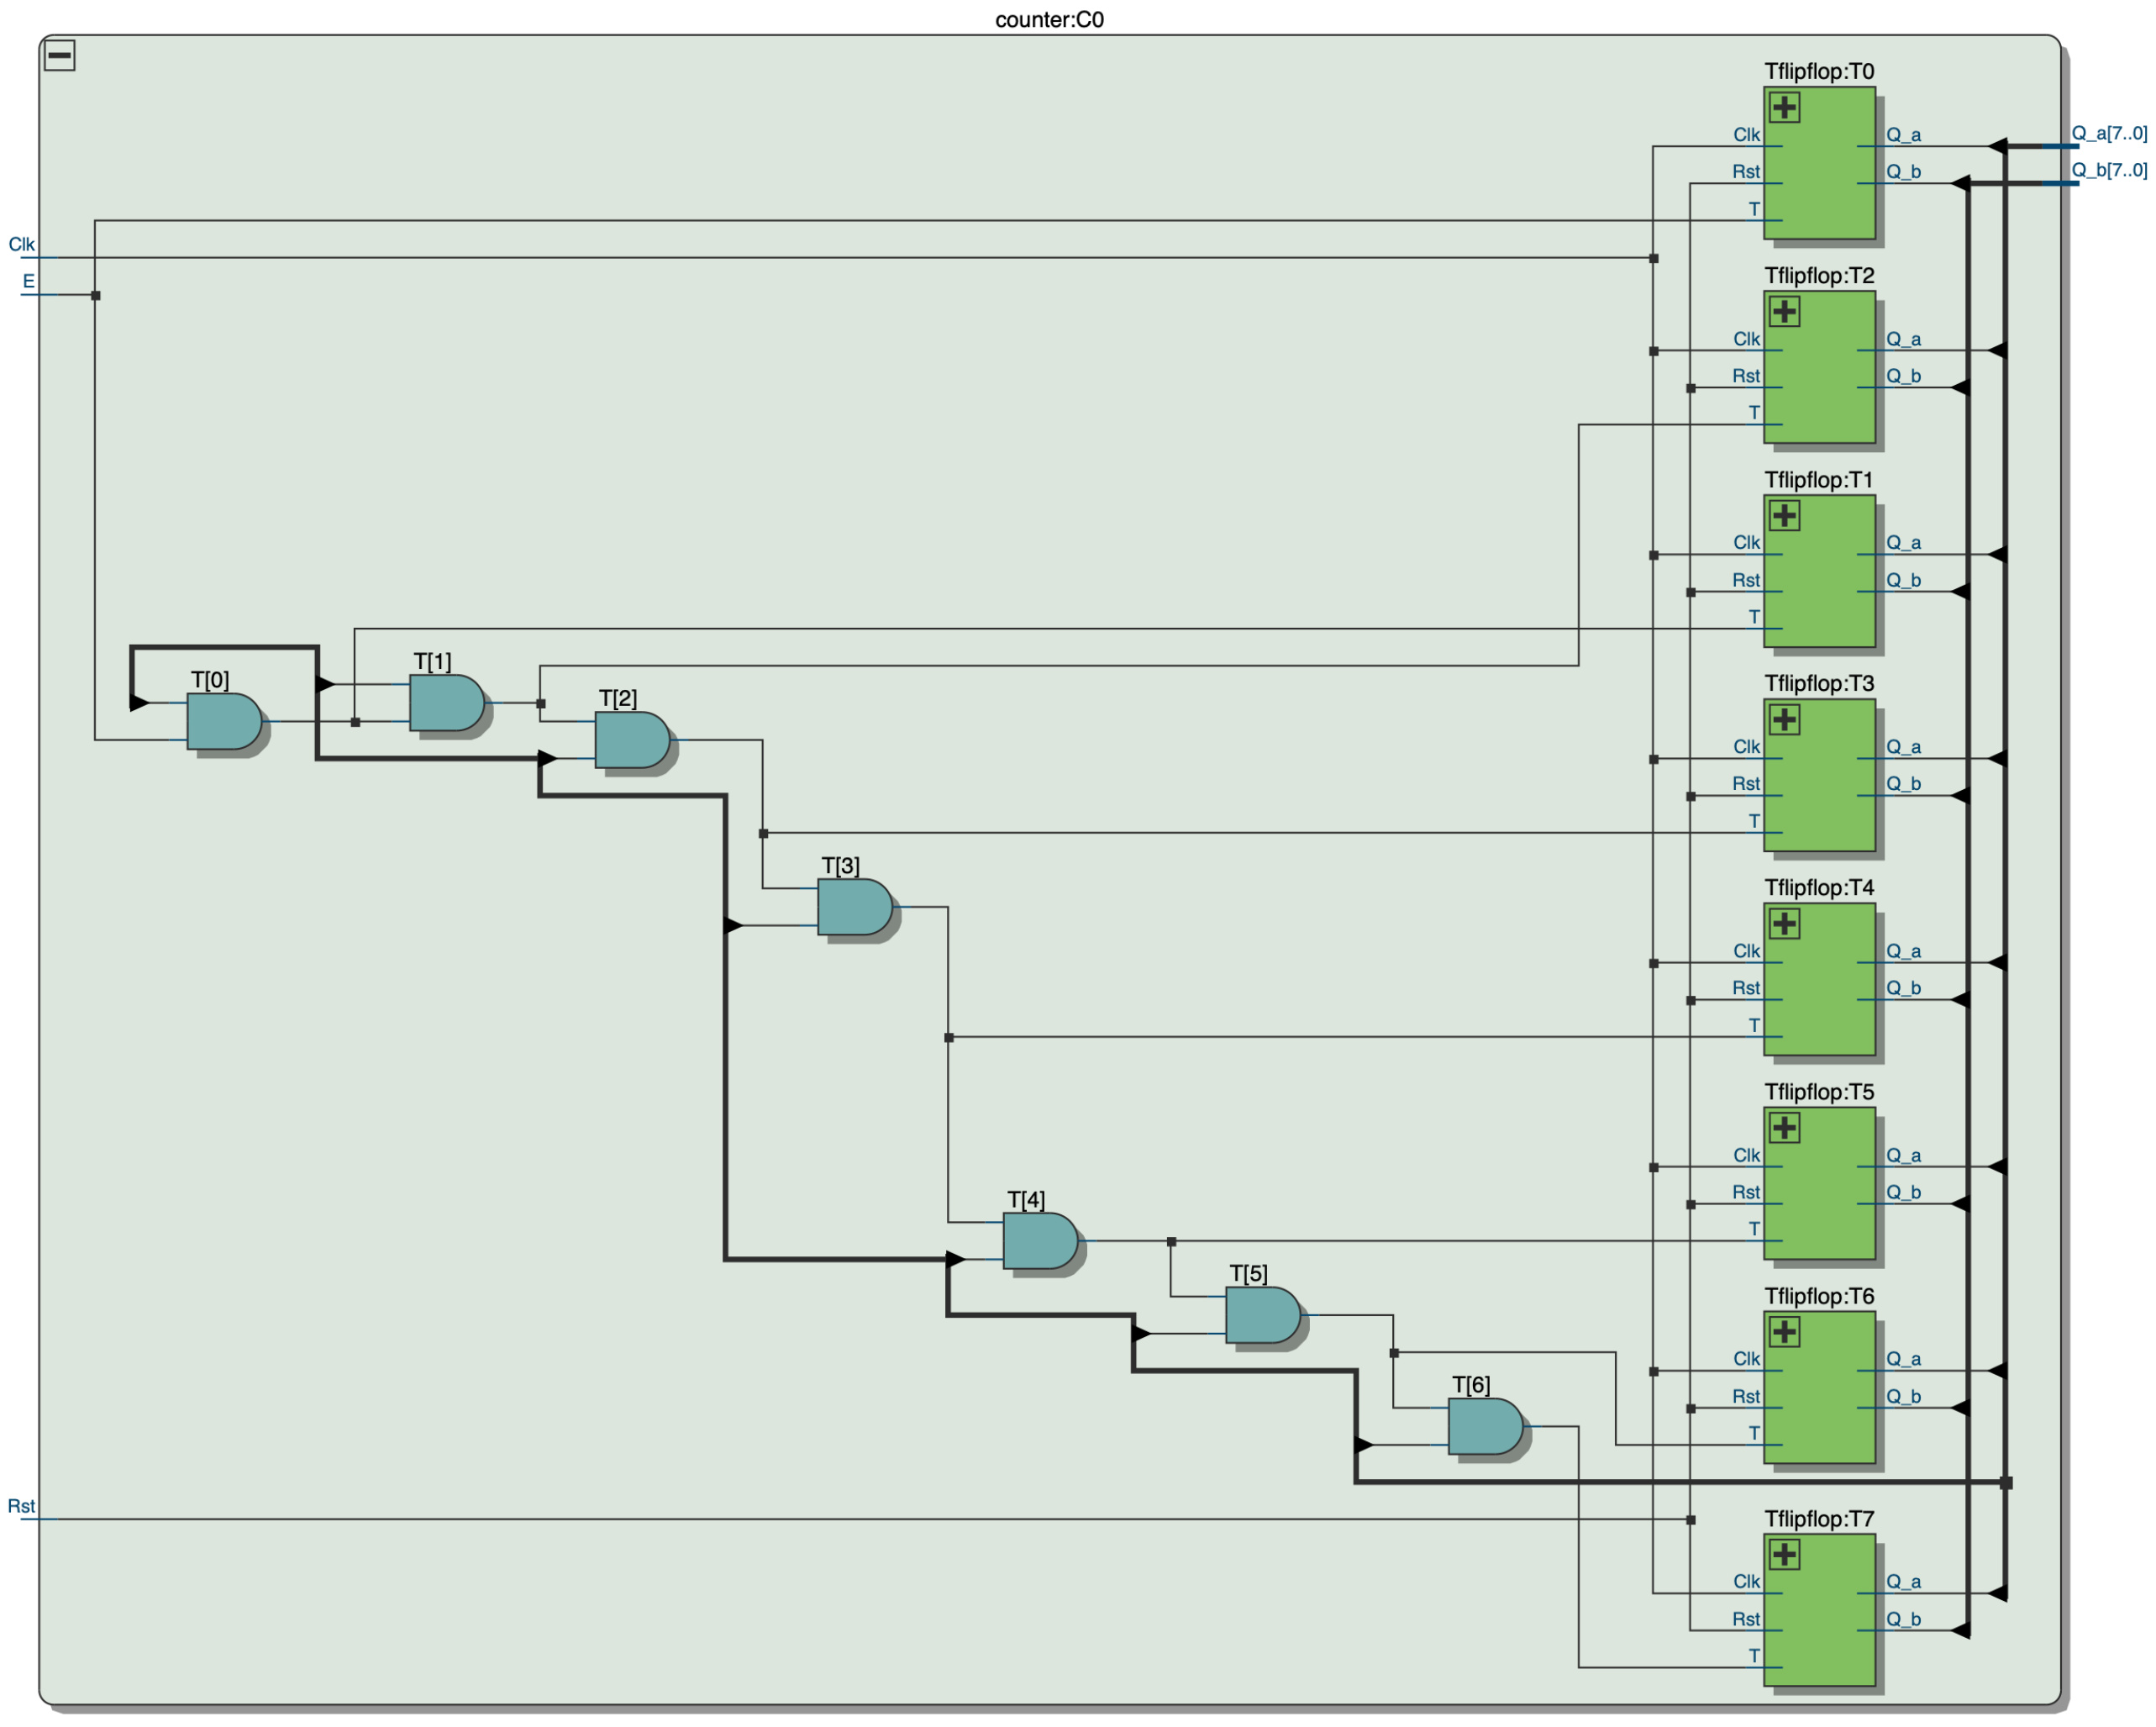 counter:C0
Tflipflop:T0
Clk
Q_a
Q_a[7..0]
Rst
Q_b
Q_b[7..0]
T
Clk
E
Tflipflop:T2
Clk
Q_a
Rst
Q_b
T
Tflipflop:T1
Clk
Q_a
Rst
Q_b
T
T[0]
T[1]
T[2]
Tflipflop:T3
Clk
Q_a
Rst
Q_b
T
T[3]
Tflipflop:T4
Clk
Q_a
Rst
Q_b
T
Tflipflop:T5
Clk
Q_a
Rst
Q_b
T
T[4]
T[5]
Tflipflop:T6
Clk
Q_a
Rst
Q_b
T
T[6]
Rst
Tflipflop:T7
Clk
Q_a
Rst
Q_b
T